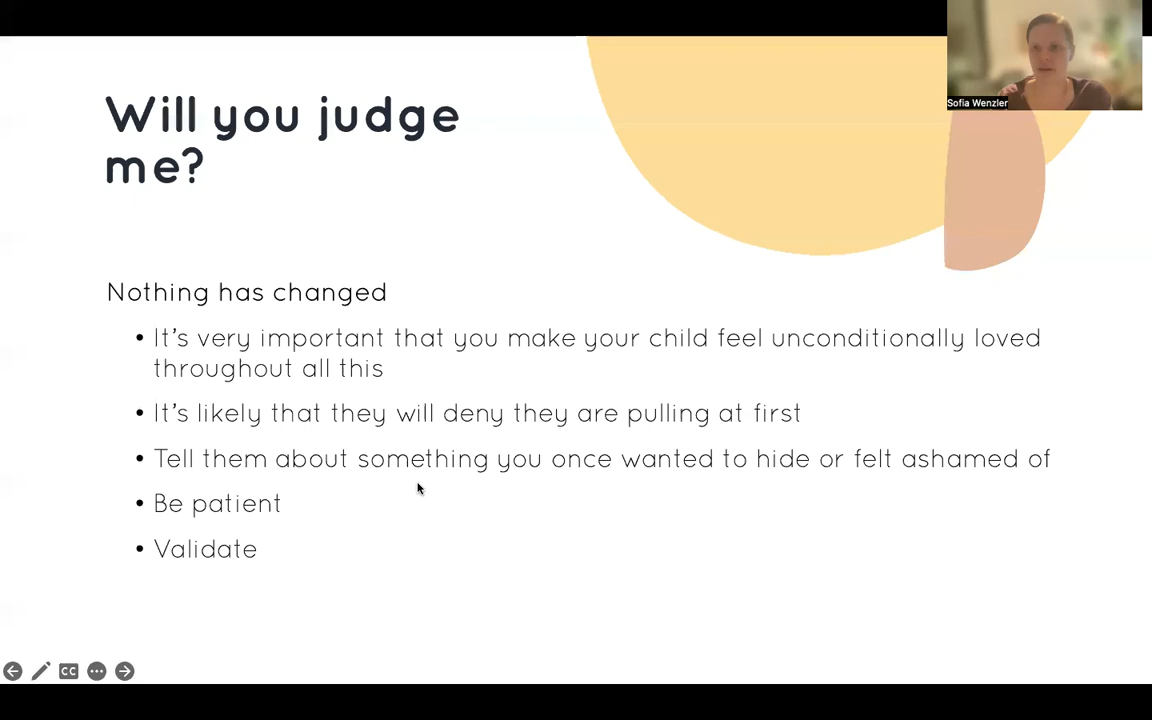 Sofia Wenzler
Will you judge
me?
Nothing has changed
• It's very important that you make your child feel unconditionally loved
throughout all this
• It's likely that they will deny they are pulling at first
• Tell them about something you once wanted to hide or felt ashamed of
• Be patient
• Validate
CC